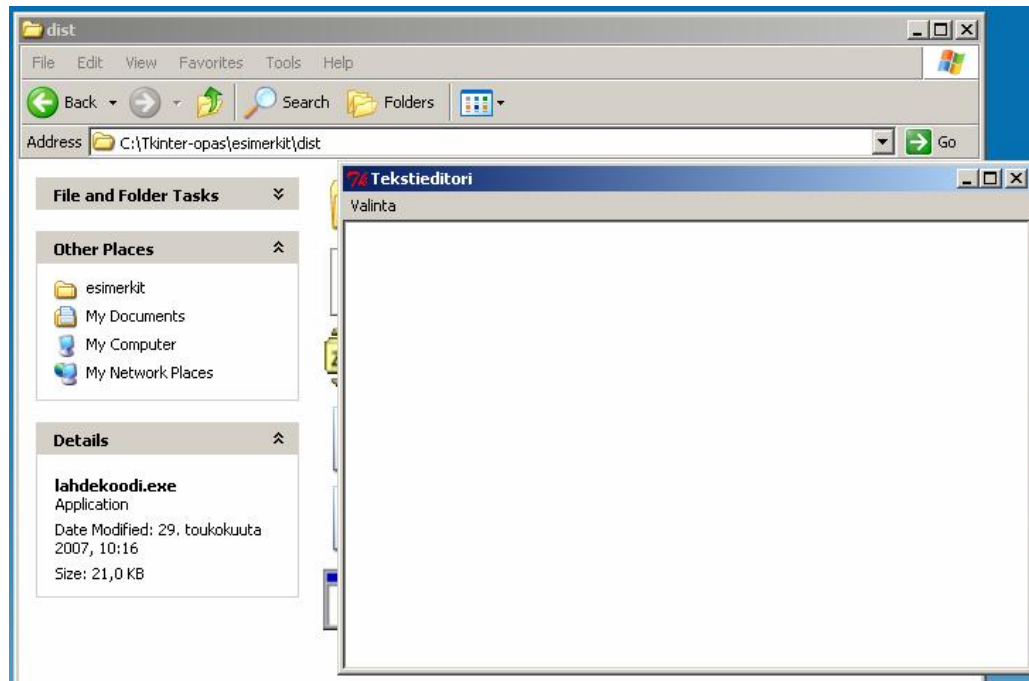 dist
File Edit View Favorites Tools Help
Back Search Folders
Address C:\Tkinter-opas\esimerkit\dist Go
File and Folder Tasks
Other Places
esimerkit
My Documents
My Computer
My Network Places
Details
lahdekoodi.exe
Application
Date Modified: 29. toukokuuta
2007, 10:16
Size: 21,0 KB
Tekstieditori
Valinta